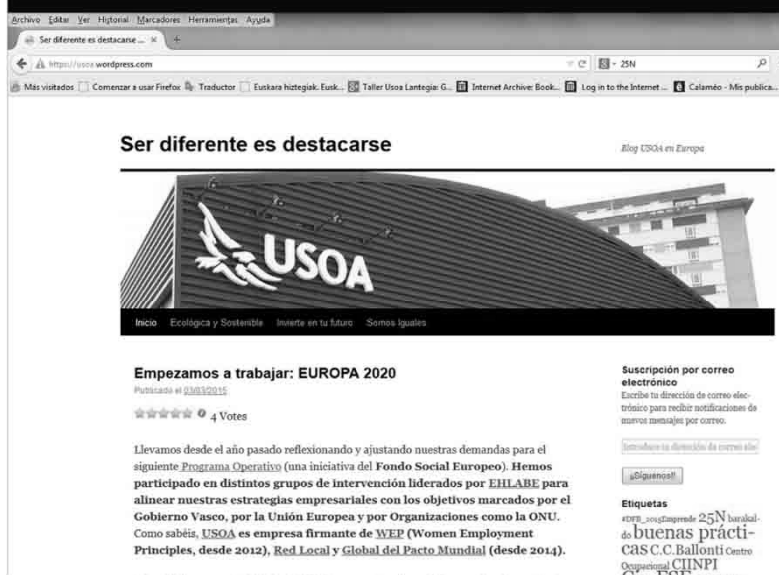 Archivo Editar Ver Historial Marcadores Herramientas Ayuda
Ser diferente es destacarse ...
https://usoa.wordpress.com
25N
Más visitados Comenzar a usar Firefox Traductor Euskara hiztegiak. Eusk... Taller Usoa Lantegia: G... Internet Archive: Book... Log in to the Internet ... Calaméo - Mis publica...
Ser diferente es destacarse
Blog USOA en Europa
USOA
Inicio Ecológica y Sostenible Invierte en tu futuro Somos Iguales
Empezamos a trabajar: EUROPA 2020
Publicado el 03/03/2015
4 Votes
Llevamos desde el año pasado reflexionando y ajustando nuestras demandas para el
siguiente Programa Operativo (una iniciativa del Fondo Social Europeo). Hemos
participado en distintos grupos de intervención liderados por EHLABE para
alinear nuestras estrategias empresariales con los objetivos marcados por el
Gobierno Vasco, por la Unión Europea y por Organizaciones como la ONU.
Como sabéis, USOA es empresa firmante de WEP (Women Employment
Principles, desde 2012), Red Local y Global del Pacto Mundial (desde 2014).
Suscripción por correo
electrónico
Escribe tu dirección de correo elec-
trónico para recibir notificaciones de
nuevos mensajes por correo.
Introduce tu dirección de correo ele
¡¡Síguenos!!
Etiquetas
#DFB_2015Emprende 25N barakal-
do buenas prácti-
cas C.C.Ballonti Centro
Ocupacional CIINPI